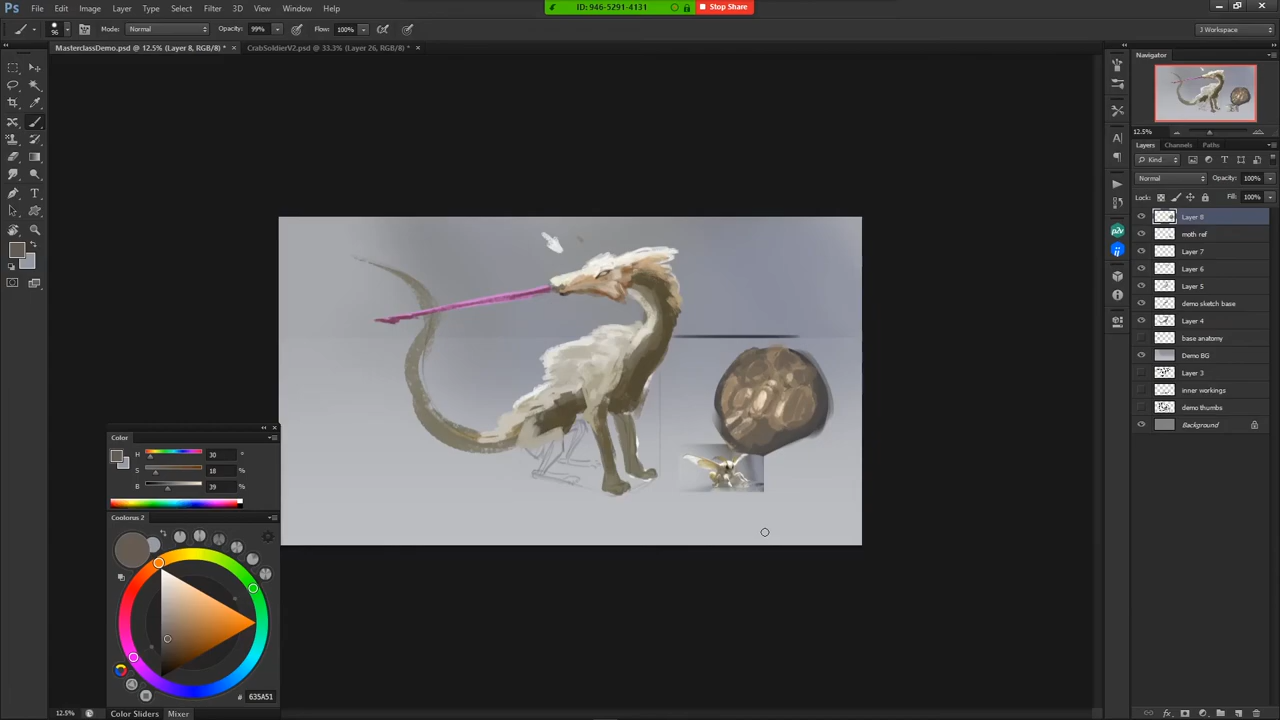 Ps File Edit Image Layer Type Select Filter 3D View Window Help
ID: 946-5291-4131 Stop Share
96 Mode: Normal Opacity: 99% Flow: 100% J Workspace
MasterclassDemo.psd @ 12.5% (Layer 8, RGB/8) * × CrabSoldierV2.psd @ 33.3% (Layer 26, RGB/8) * ×
Navigator
12.5%
Layers Channels Paths
Kind
Normal Opacity: 100%
Lock: Fill: 100%
Layer 8
moth ref
Layer 7
Layer 6
Layer 5
demo sketch base
Layer 4
base anatomy
Demo BG
Layer 3
inner workings
demo thumbs
Background
Color
H 30 °
S 18 %
B 39 %
Coolorus 2
# 635A51
Color Sliders Mixer
12.5%